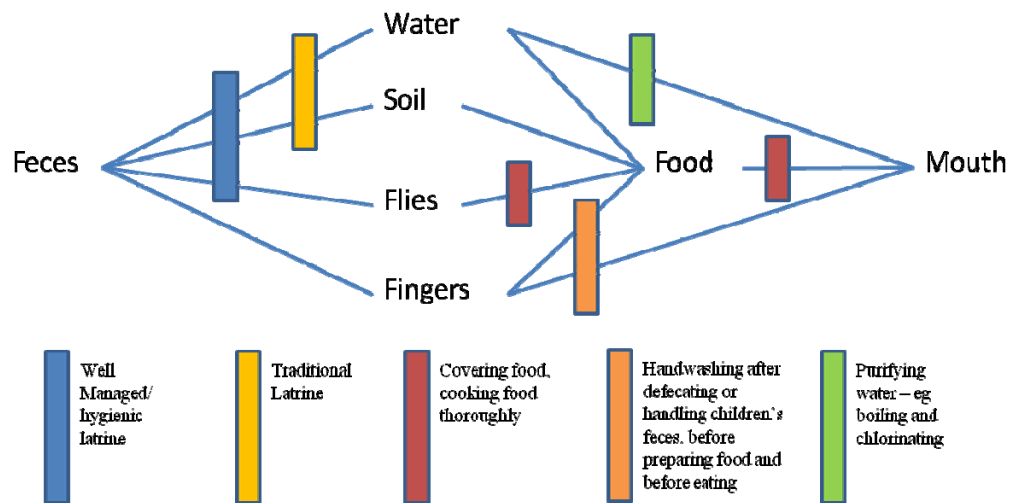 Water
Soil
Feces
Food
Mouth
Flies
Fingers
Well
Managed/
hygienic
latrine
Traditional
Latrine
Covering food,
cooking food
thoroughly
Handwashing after
defecating or
handling children's
feces, before
preparing food and
before eating
Purifying
water – eg
boiling and
chlorinating